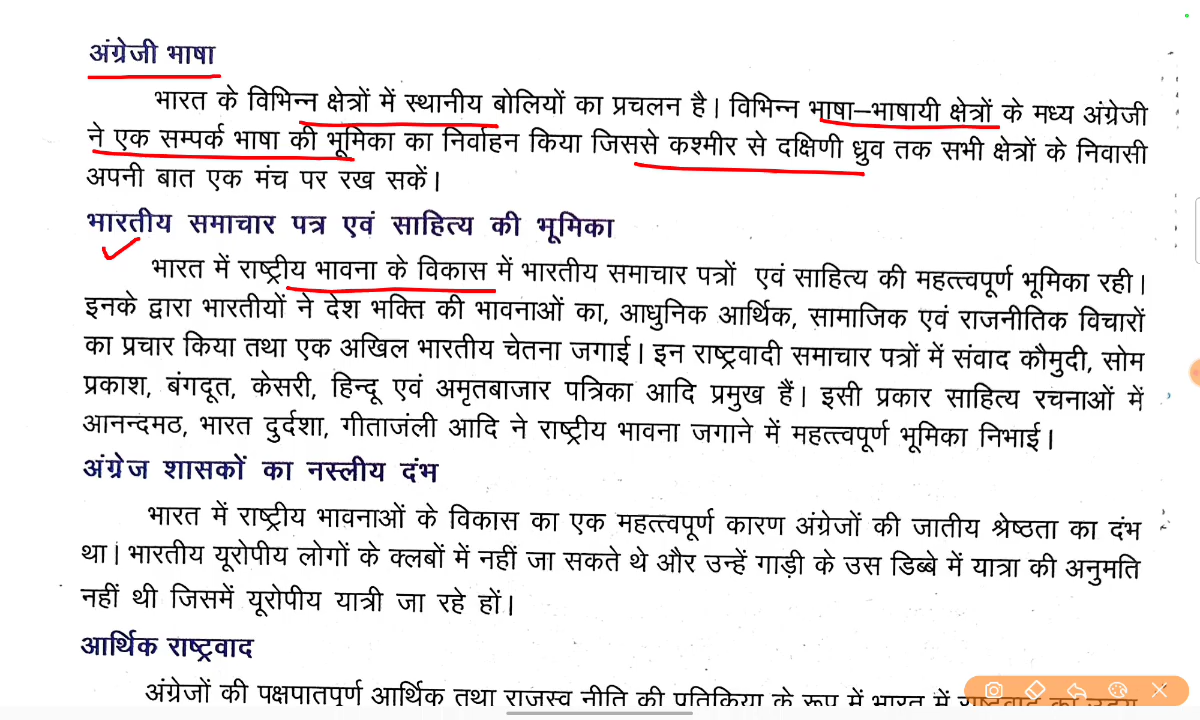 अंग्रेजी भाषा
भारत के विभिन्न क्षेत्रों में स्थानीय बोलियों का प्रचलन है। विभिन्न भाषा–भाषायी क्षेत्रों के मध्य अंग्रेजी
ने एक सम्पर्क भाषा की भूमिका का निर्वाहन किया जिससे कश्मीर से दक्षिणी ध्रुव तक सभी क्षेत्रों के निवासी
अपनी बात एक मंच पर रख सकें।
भारतीय समाचार पत्र एवं साहित्य की भूमिका
भारत में राष्ट्रीय भावना के विकास में भारतीय समाचार पत्रों एवं साहित्य की महत्त्वपूर्ण भूमिका रही।
इनके द्वारा भारतीयों ने देश भक्ति की भावनाओं का, आधुनिक आर्थिक, सामाजिक एवं राजनीतिक विचारों
का प्रचार किया तथा एक अखिल भारतीय चेतना जगाई। इन राष्ट्रवादी समाचार पत्रों में संवाद कौमुदी, सोम
प्रकाश, बंगदूत, केसरी, हिन्दू एवं अमृतबाजार पत्रिका आदि प्रमुख हैं। इसी प्रकार साहित्य रचनाओं में
आनन्दमठ, भारत दुर्दशा, गीताजंली आदि ने राष्ट्रीय भावना जगाने में महत्त्वपूर्ण भूमिका निभाई।
अंग्रेज शासकों का नस्लीय दंभ
भारत में राष्ट्रीय भावनाओं के विकास का एक महत्त्वपूर्ण कारण अंग्रेजों की जातीय श्रेष्ठता का दंभ
था। भारतीय यूरोपीय लोगों के क्लबों में नहीं जा सकते थे और उन्हें गाड़ी के उस डिब्बे में यात्रा की अनुमति
नहीं थी जिसमें यूरोपीय यात्री जा रहे हों।
आर्थिक राष्ट्रवाद
अंग्रेजों की पक्षपातपूर्ण आर्थिक तथा राजस्व नीति की प्रतिक्रिया के रूप में भारत में